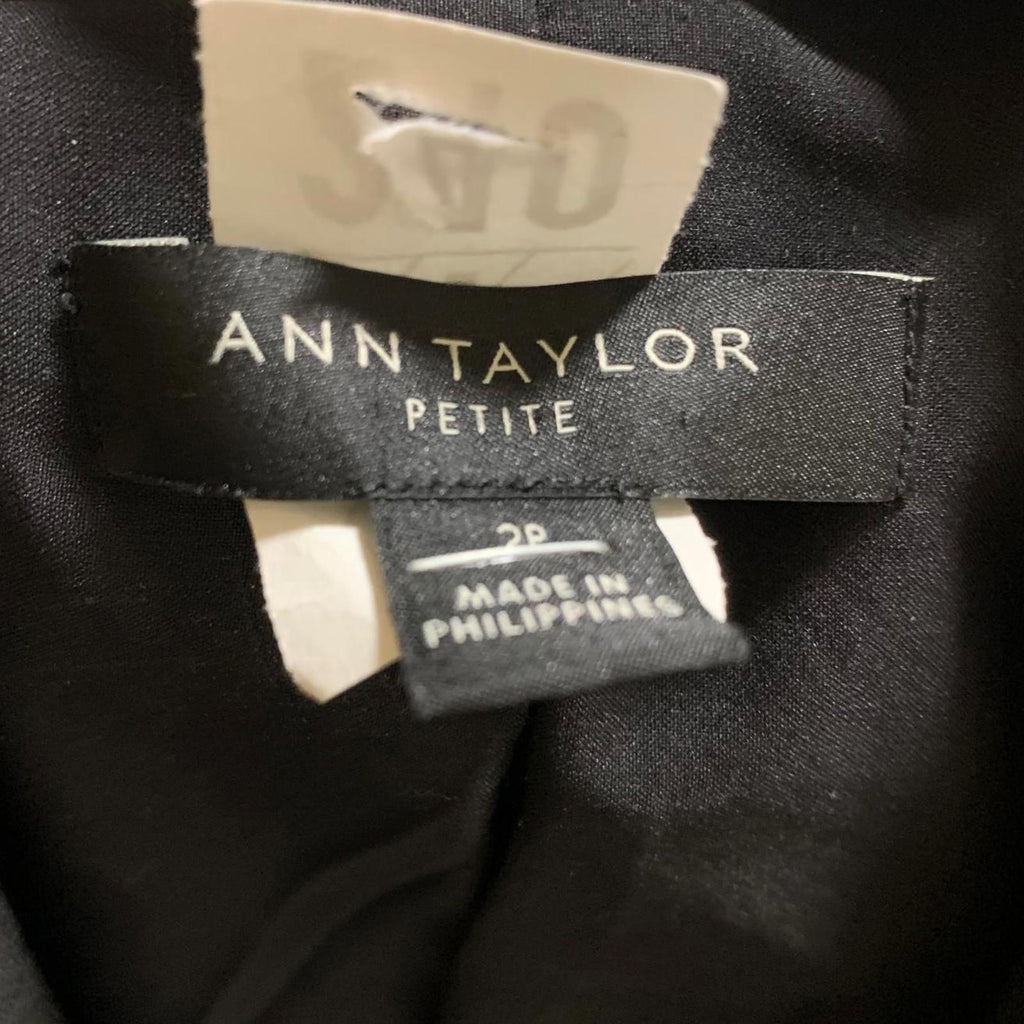 ANN TAYLOR
PETITE
2P
MADE IN
PHILIPPINES